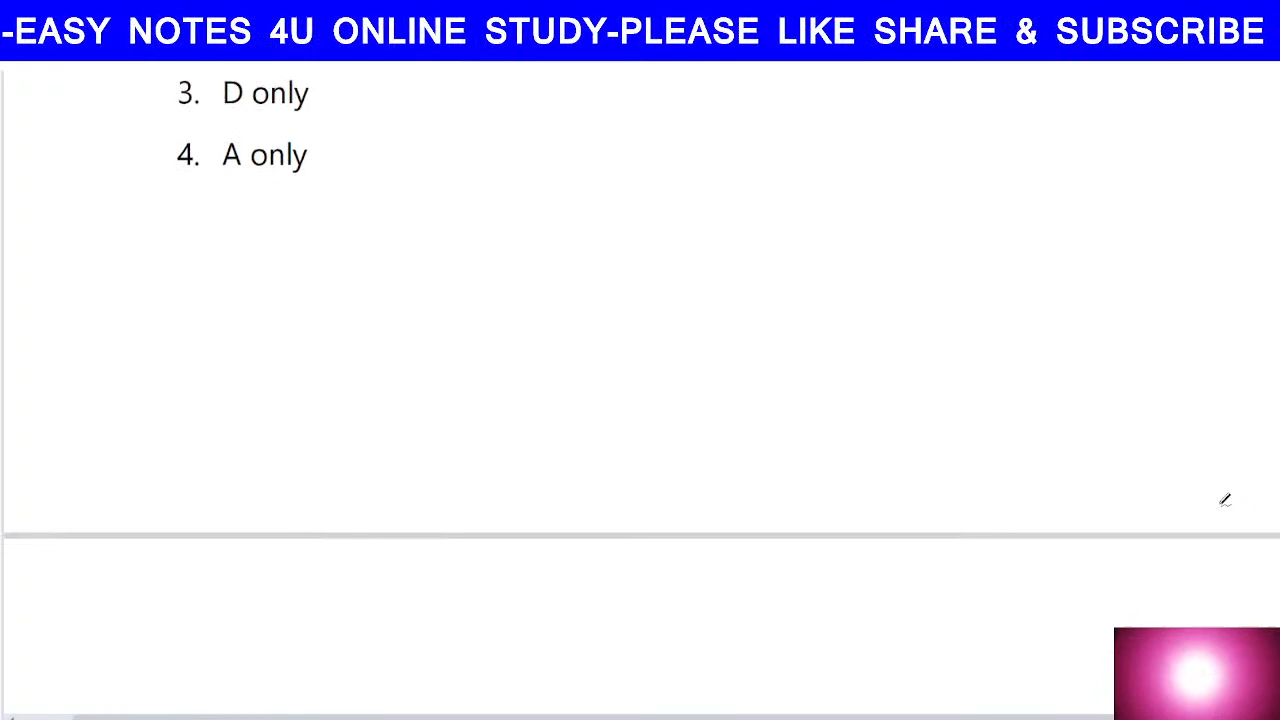 -EASY NOTES 4U ONLINE STUDY-PLEASE LIKE SHARE & SUBSCRIBE
3. D only
4. A only